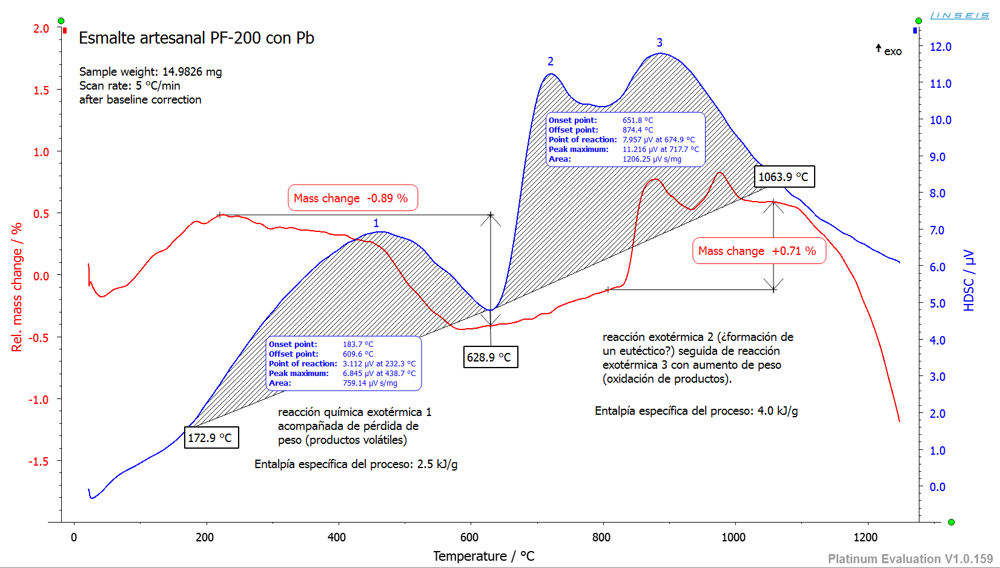 LINSEIS
Esmalte artesanal PF-200 con Pb
Sample weight: 14.9826 mg
Scan rate: 5 °C/min
after baseline correction
exo
2.0
1.5
1.0
0.5
0.0
-0.5
-1.0
-1.5
Rel. mass change / %
12.0
11.0
10.0
9.0
8.0
7.0
6.0
5.0
4.0
3.0
2.0
1.0
0.0
HDSC / µV
1
2
3
Onset point: 651.8 °C
Offset point: 874.4 °C
Point of reaction: 7.957 µV at 674.9 °C
Peak maximum: 11.216 µV at 717.7 °C
Area: 1206.25 µV s/mg
1063.9 °C
Mass change -0.89 %
Mass change +0.71 %
Onset point: 183.7 °C
Offset point: 609.6 °C
Point of reaction: 3.112 µV at 232.3 °C
Peak maximum: 6.845 µV at 438.7 °C
Area: 759.14 µV s/mg
628.9 °C
172.9 °C
reacción exotérmica 2 (¿formación de
un eutéctico?) seguida de reacción
exotérmica 3 con aumento de peso
(oxidación de productos).
Entalpía específica del proceso: 4.0 kJ/g
reacción química exotérmica 1
acompañada de pérdida de
peso (productos volátiles)
Entalpía específica del proceso: 2.5 kJ/g
0 200 400 600 800 1000 1200
Temperature / °C
Platinum Evaluation V1.0.159